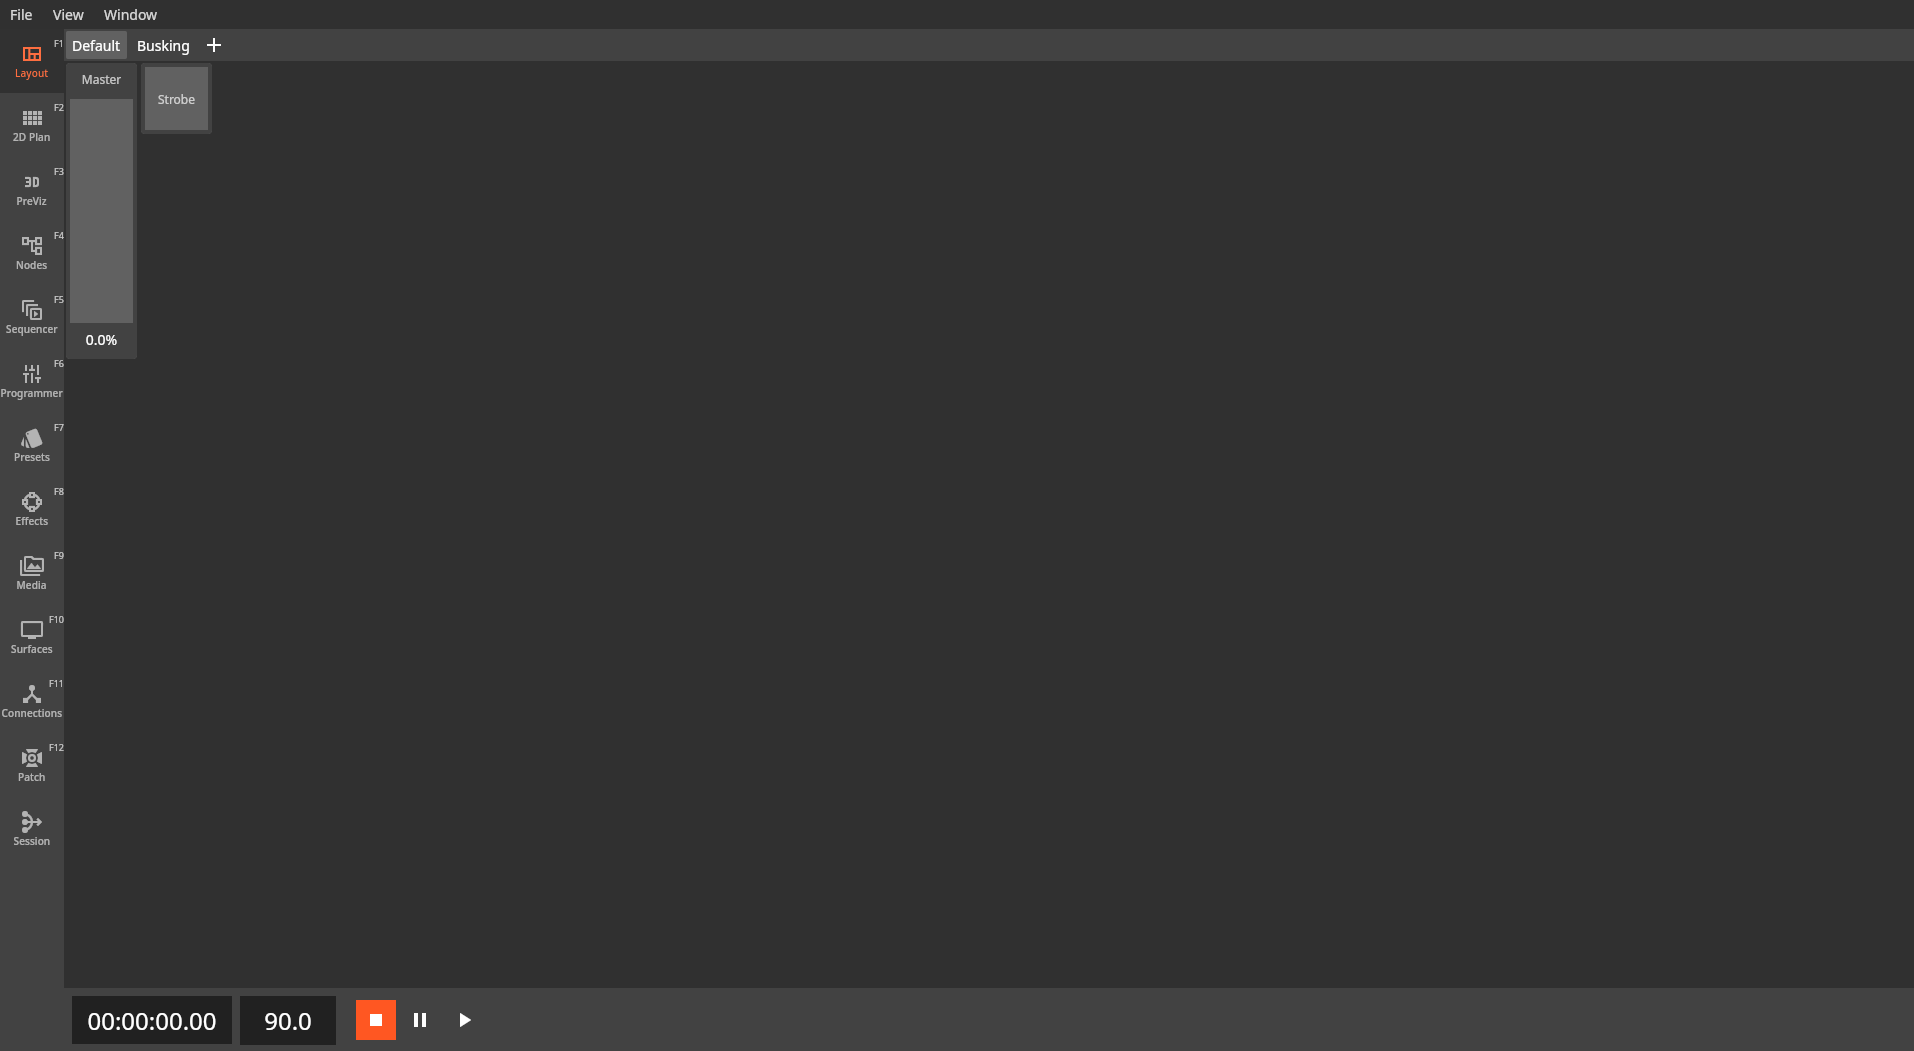 File View Window
F1
Layout
F2
2D Plan
F3
3D
PreViz
F4
Nodes
F5
Sequencer
F6
Programmer
F7
Presets
F8
Effects
F9
Media
F10
Surfaces
F11
Connections
F12
Patch
Session
Default Busking
Master
Strobe
0.0%
00:00:00.00 90.0